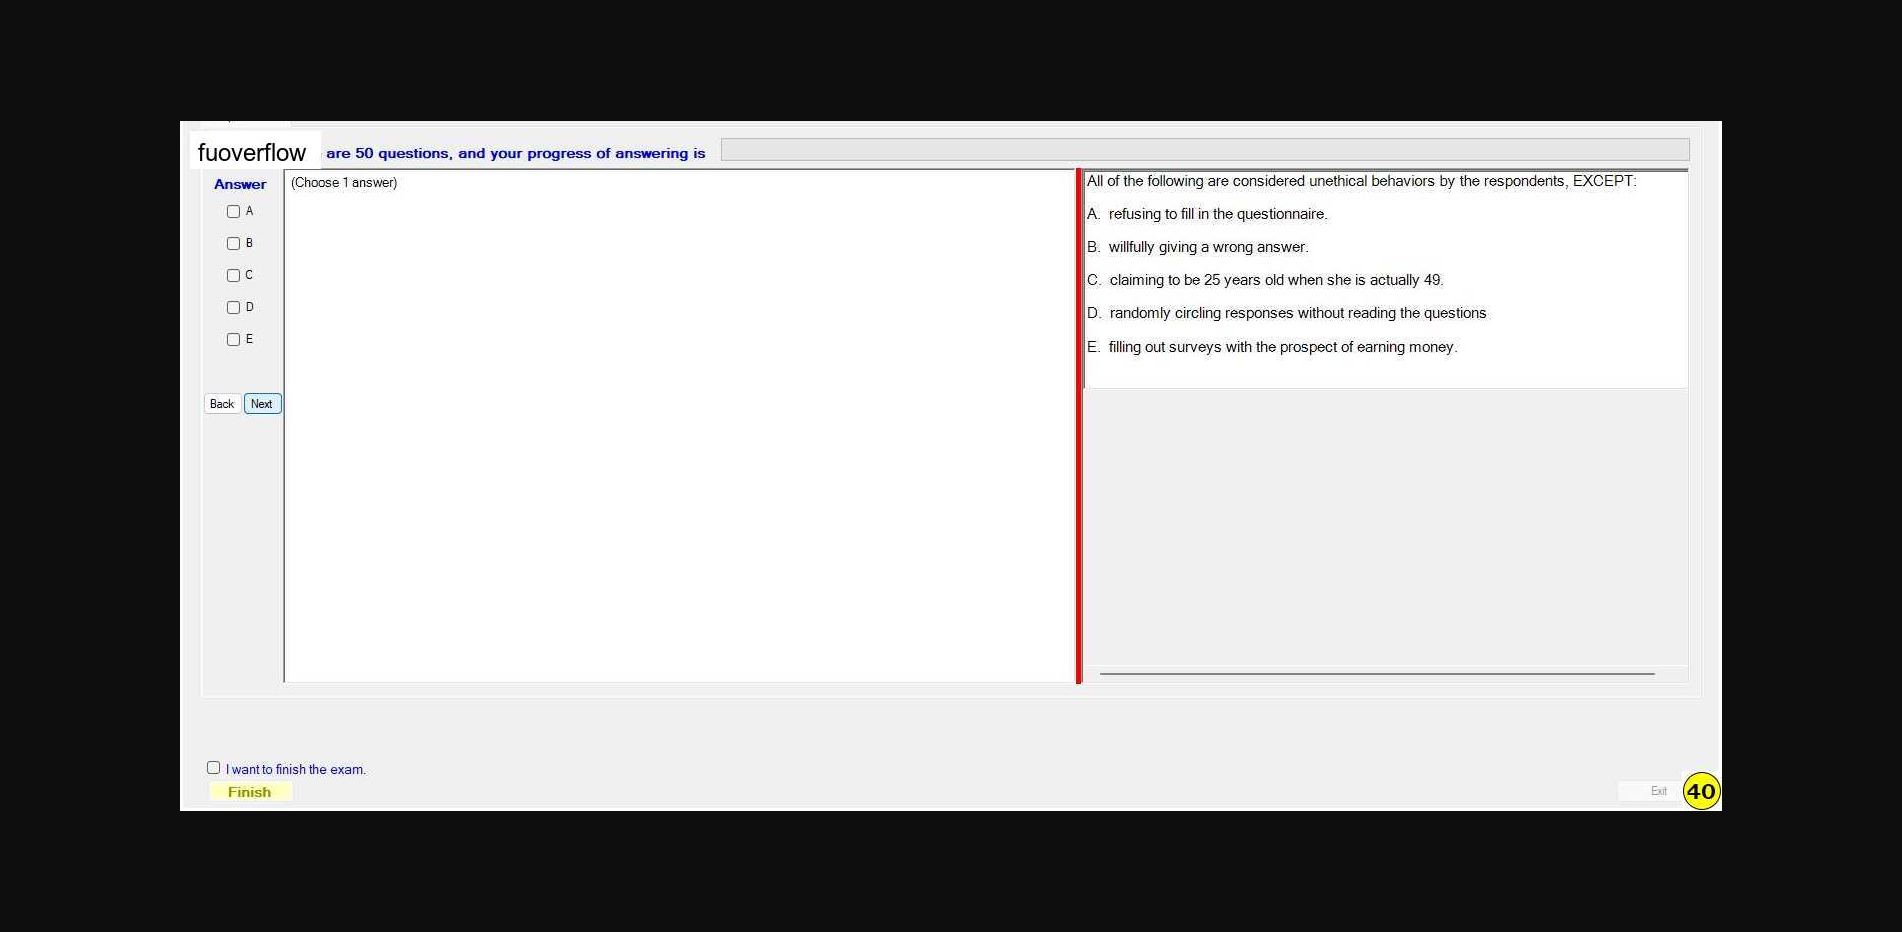 fuoverflow are 50 questions, and your progress of answering is
Answer
(Choose 1 answer)
A
B
C
D
E
Back Next
All of the following are considered unethical behaviors by the respondents, EXCEPT:
A. refusing to fill in the questionnaire.
B. willfully giving a wrong answer.
C. claiming to be 25 years old when she is actually 49.
D. randomly circling responses without reading the questions
E. filling out surveys with the prospect of earning money.
I want to finish the exam.
Finish
Exit
40